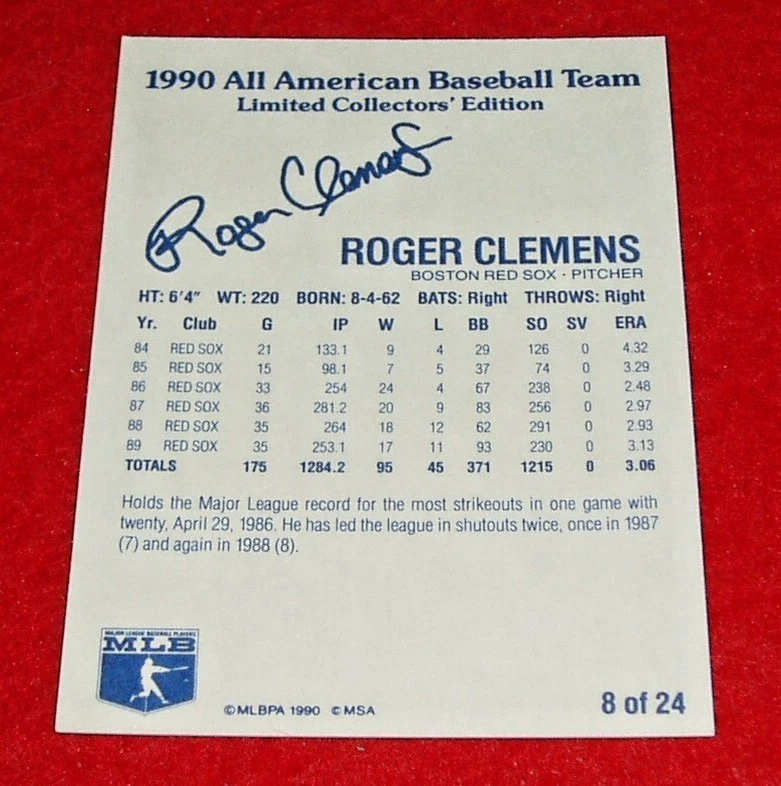 1990 All American Baseball Team
Limited Collectors' Edition
Roger Clemens
ROGER CLEMENS
BOSTON RED SOX · PITCHER
HT: 6'4" WT: 220 BORN: 8-4-62 BATS: Right THROWS: Right
Yr. Club G IP W L BB SO SV ERA
84 RED SOX 21 133.1 9 4 29 126 0 4.32
85 RED SOX 15 98.1 7 5 37 74 0 3.29
86 RED SOX 33 254 24 4 67 238 0 2.48
87 RED SOX 36 281.2 20 9 83 256 0 2.97
88 RED SOX 35 264 18 12 62 291 0 2.93
89 RED SOX 35 253.1 17 11 93 230 0 3.13
TOTALS 175 1284.2 95 45 371 1215 0 3.06
Holds the Major League record for the most strikeouts in one game with
twenty, April 29, 1986. He has led the league in shutouts twice, once in 1987
(7) and again in 1988 (8).
MAJOR LEAGUE BASEBALL PLAYERS
MLB
©MLBPA 1990 ©MSA
8 of 24